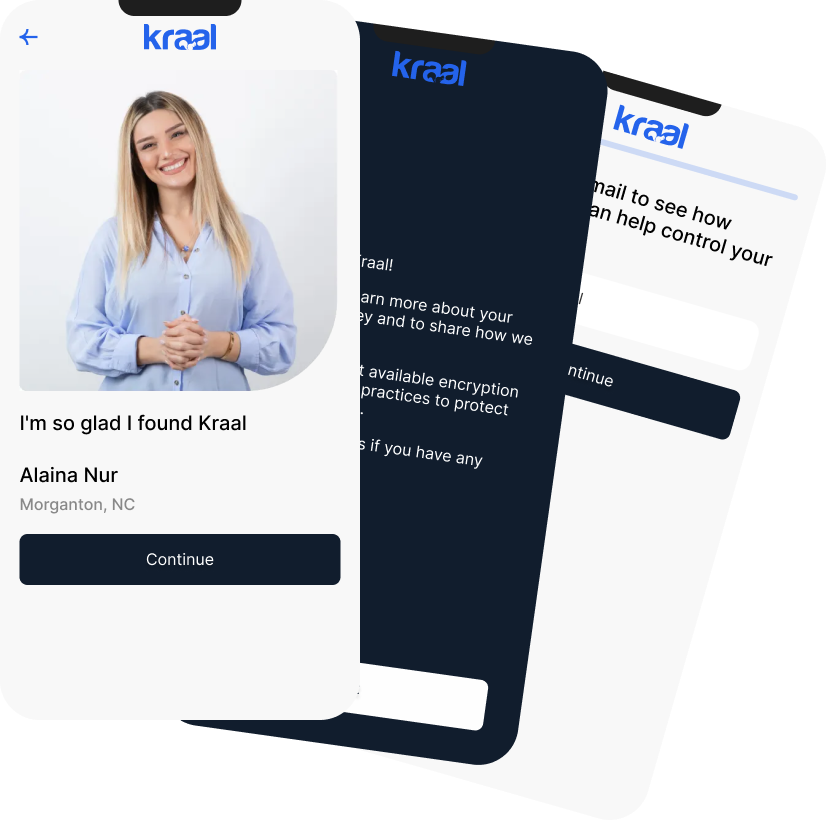 kraal
I'm so glad I found Kraal
Alaina Nur
Morganton, NC
Continue
kraal
raal!
arn more about your
ey and to share how we
t available encryption
practices to protect
.
s if you have any
kraal
mail to see how
an help control your
l
ntinue